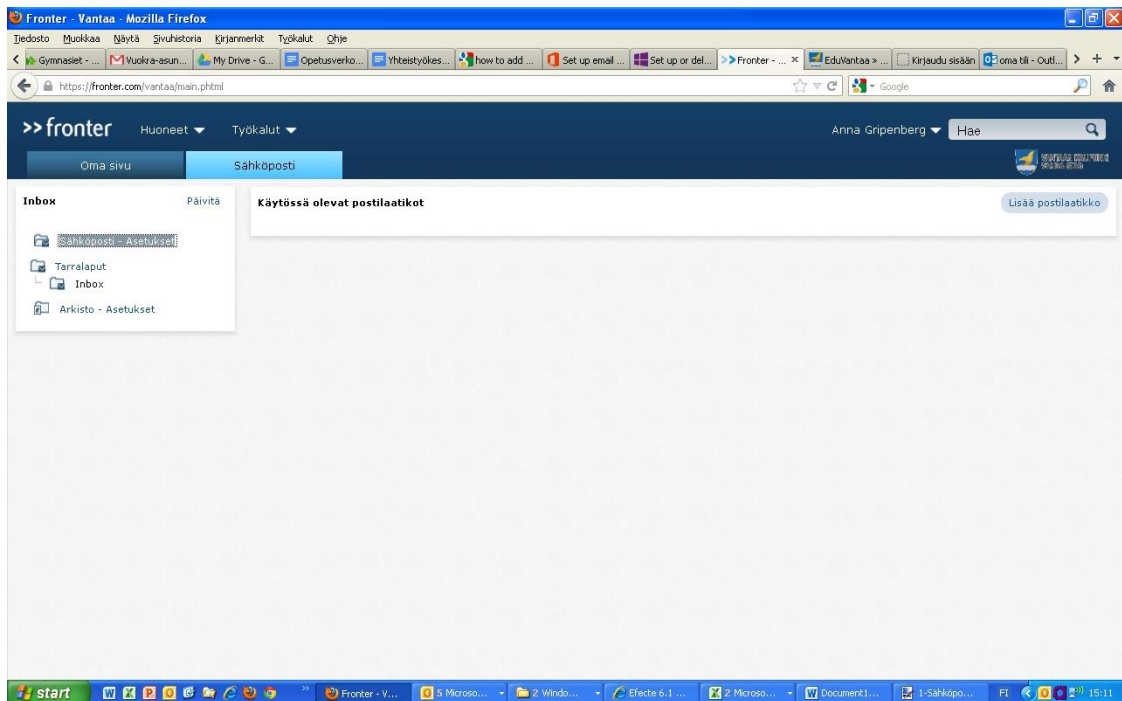 Fronter - Vantaa - Mozilla Firefox
Tiedosto Muokkaa Näytä Sivuhistoria Kirjanmerkit Työkalut Ohje
Gymnasiet - ... Vuokra-asun... My Drive - G... Opetusverko... Yhteistyökes... how to add ... Set up email ... Set up or del... >> Fronter - ... × EduVantaa » ... Kirjaudu sisään oma tili - Outl...
https://fronter.com/vantaa/main.phtml Google
>>fronter Huoneet Työkalut Anna Gripenberg Hae
Oma sivu Sähköposti
Inbox Päivitä Käytössä olevat postilaatikot Lisää postilaatikko
Sähköposti - Asetukset
Tarralaput
Inbox
Arkisto - Asetukset
start Fronter - V... 5 Microso... 2 Windo... Efecte 6.1 ... 2 Microso... Document1... 1-Sähköpo... FI 15:11